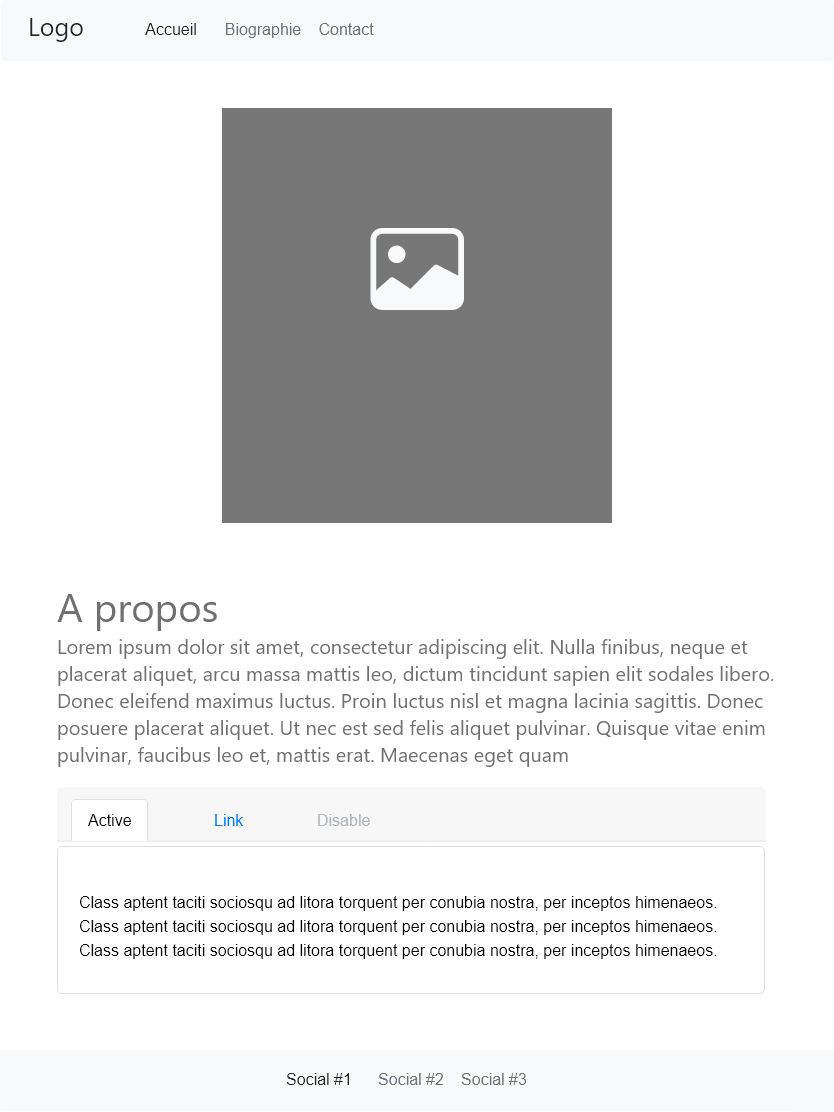 Logo Accueil Biographie Contact
A propos
Lorem ipsum dolor sit amet, consectetur adipiscing elit. Nulla finibus, neque et
placerat aliquet, arcu massa mattis leo, dictum tincidunt sapien elit sodales libero.
Donec eleifend maximus luctus. Proin luctus nisl et magna lacinia sagittis. Donec
posuere placerat aliquet. Ut nec est sed felis aliquet pulvinar. Quisque vitae enim
pulvinar, faucibus leo et, mattis erat. Maecenas eget quam
Active Link Disable
Class aptent taciti sociosqu ad litora torquent per conubia nostra, per inceptos himenaeos.
Class aptent taciti sociosqu ad litora torquent per conubia nostra, per inceptos himenaeos.
Class aptent taciti sociosqu ad litora torquent per conubia nostra, per inceptos himenaeos.
Social #1 Social #2 Social #3